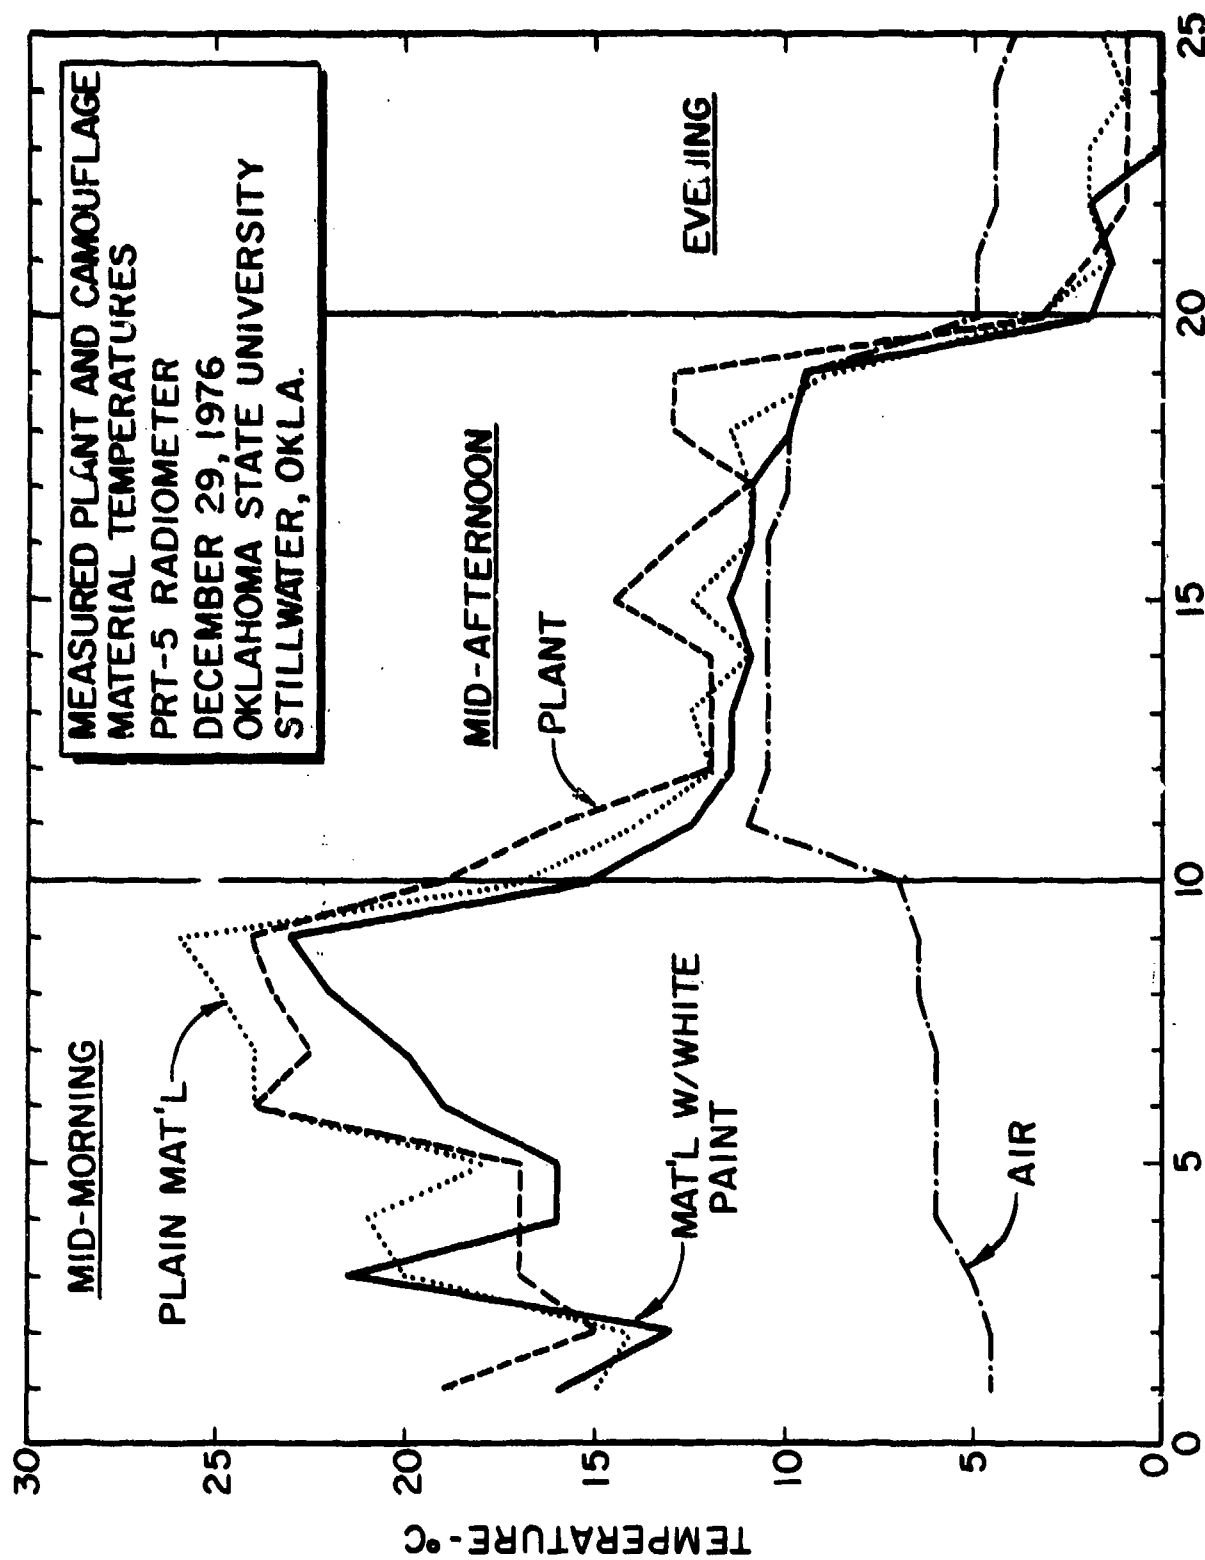 MEASURED PLANT AND CAMOUFLAGE
MATERIAL TEMPERATURES
PRT-5 RADIOMETER
DECEMBER 29, 1976
OKLAHOMA STATE UNIVERSITY
STILLWATER, OKLA.
MID-MORNING
PLAIN MAT'L
MID-AFTERNOON
PLANT
EVENING
MAT'L W/WHITE
PAINT
AIR
TEMPERATURE-°C
30
25
20
15
10
5
0
0
5
10
15
20
25